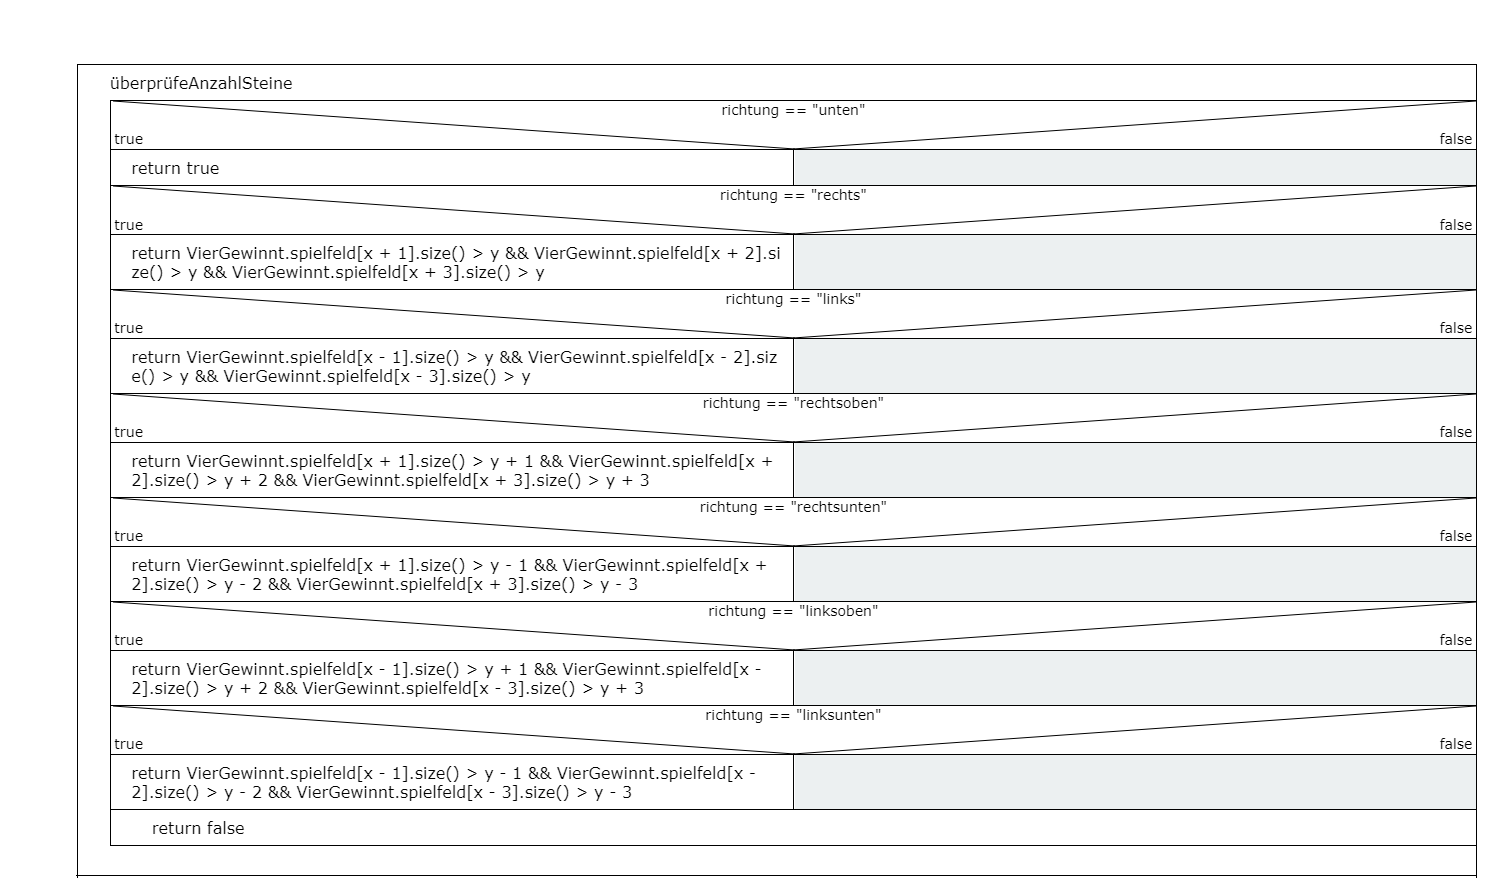 überprüfeAnzahlSteine
richtung == "unten"
true
false
return true
richtung == "rechts"
true
false
return VierGewinnt.spielfeld[x + 1].size() > y && VierGewinnt.spielfeld[x + 2].si
ze() > y && VierGewinnt.spielfeld[x + 3].size() > y
richtung == "links"
true
false
return VierGewinnt.spielfeld[x - 1].size() > y && VierGewinnt.spielfeld[x - 2].siz
e() > y && VierGewinnt.spielfeld[x - 3].size() > y
richtung == "rechtsoben"
true
false
return VierGewinnt.spielfeld[x + 1].size() > y + 1 && VierGewinnt.spielfeld[x +
2].size() > y + 2 && VierGewinnt.spielfeld[x + 3].size() > y + 3
richtung == "rechtsunten"
true
false
return VierGewinnt.spielfeld[x + 1].size() > y - 1 && VierGewinnt.spielfeld[x +
2].size() > y - 2 && VierGewinnt.spielfeld[x + 3].size() > y - 3
richtung == "linksoben"
true
false
return VierGewinnt.spielfeld[x - 1].size() > y + 1 && VierGewinnt.spielfeld[x -
2].size() > y + 2 && VierGewinnt.spielfeld[x - 3].size() > y + 3
richtung == "linksunten"
true
false
return VierGewinnt.spielfeld[x - 1].size() > y - 1 && VierGewinnt.spielfeld[x -
2].size() > y - 2 && VierGewinnt.spielfeld[x - 3].size() > y - 3
return false